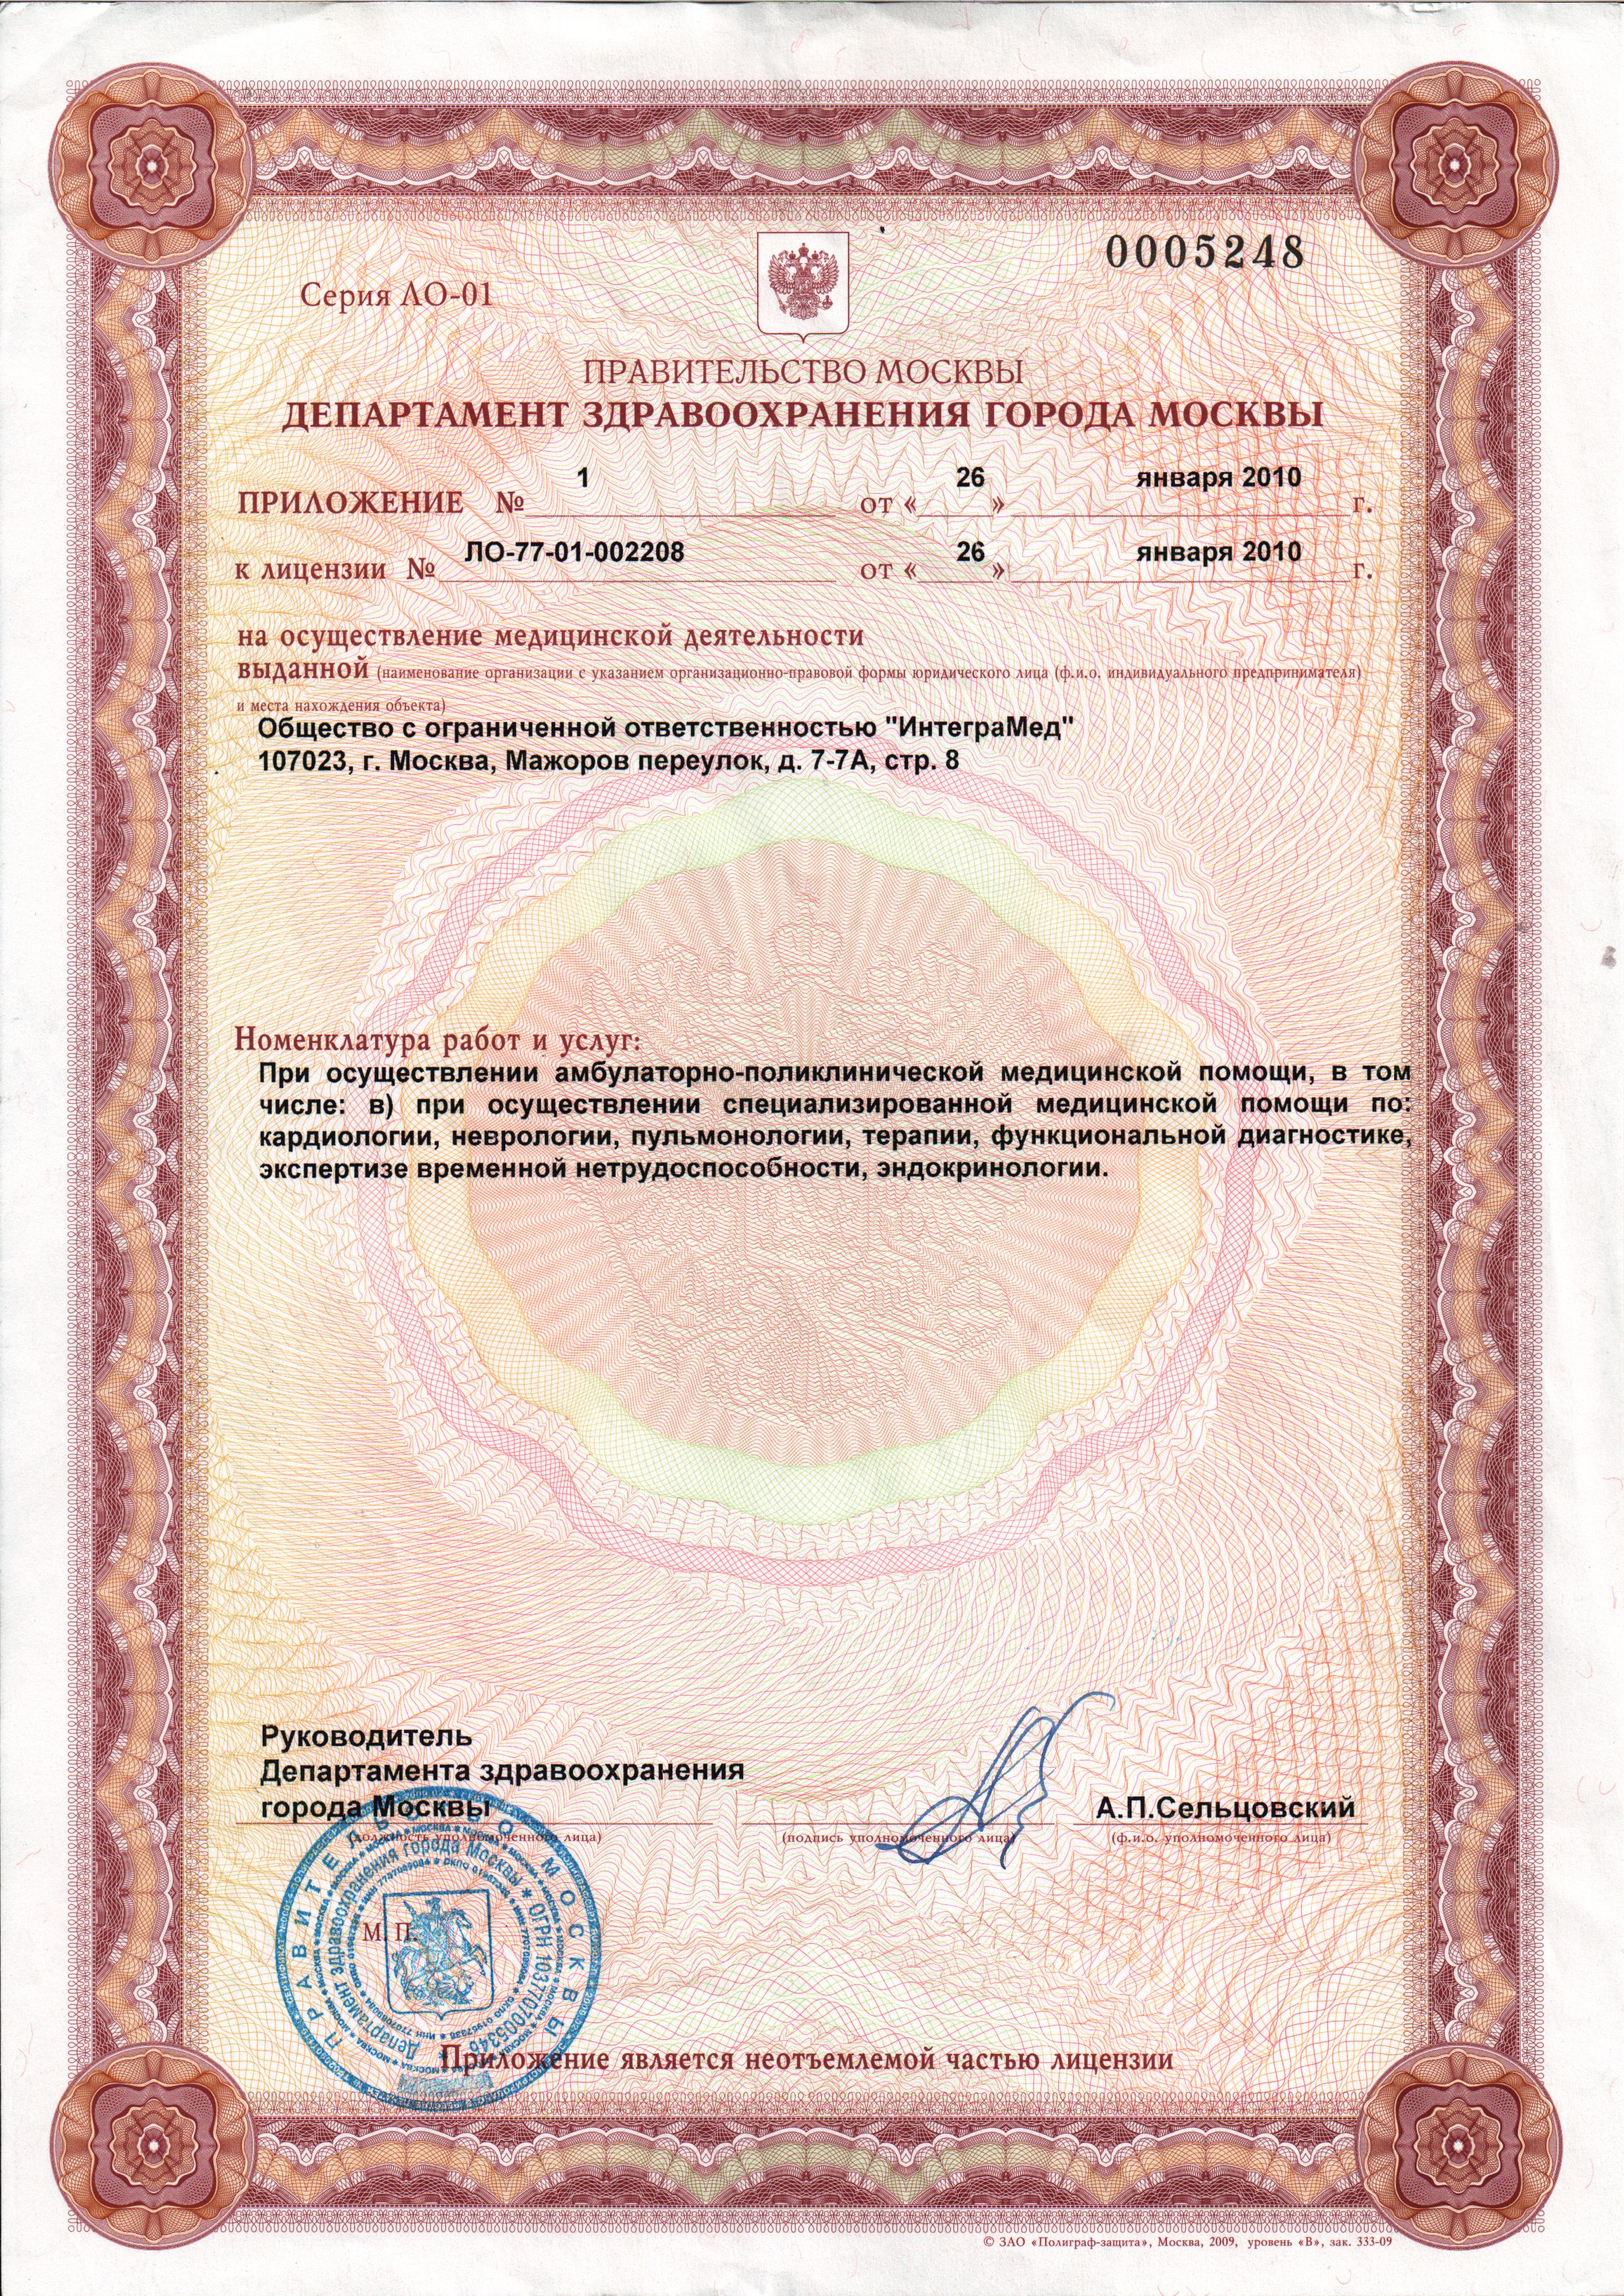 0005248
Серия ЛО-01
ПРАВИТЕЛЬСТВО МОСКВЫ
ДЕПАРТАМЕНТ ЗДРАВООХРАНЕНИЯ ГОРОДА МОСКВЫ
ПРИЛОЖЕНИЕ № 1 от « 26 » января 2010 г.
к лицензии № ЛО-77-01-002208 от « 26 » января 2010 г.
на осуществление медицинской деятельности
выданной (наименование организации с указанием организационно-правовой формы юридического лица (ф.и.о. индивидуального предпринимателя)
и места нахождения объекта)
Общество с ограниченной ответственностью "ИнтеграМед"
107023, г. Москва, Мажоров переулок, д. 7-7А, стр. 8
Номенклатура работ и услуг:
При осуществлении амбулаторно-поликлинической медицинской помощи, в том
числе: в) при осуществлении специализированной медицинской помощи по:
кардиологии, неврологии, пульмонологии, терапии, функциональной диагностике,
экспертизе временной нетрудоспособности, эндокринологии.
Руководитель
Департамента здравоохранения
города Москвы А.П.Сельцовский
(должность уполномоченного лица) (подпись уполномоченного лица) (ф.и.о. уполномоченного лица)
ПРАВИТЕЛЬСТВО МОСКВЫ
Департамент здравоохранения города Москвы * ОГРН 1037707005346
М. П.
Приложение является неотъемлемой частью лицензии
© ЗАО «Полиграф-защита», Москва, 2009, уровень «В», зак. 333-09